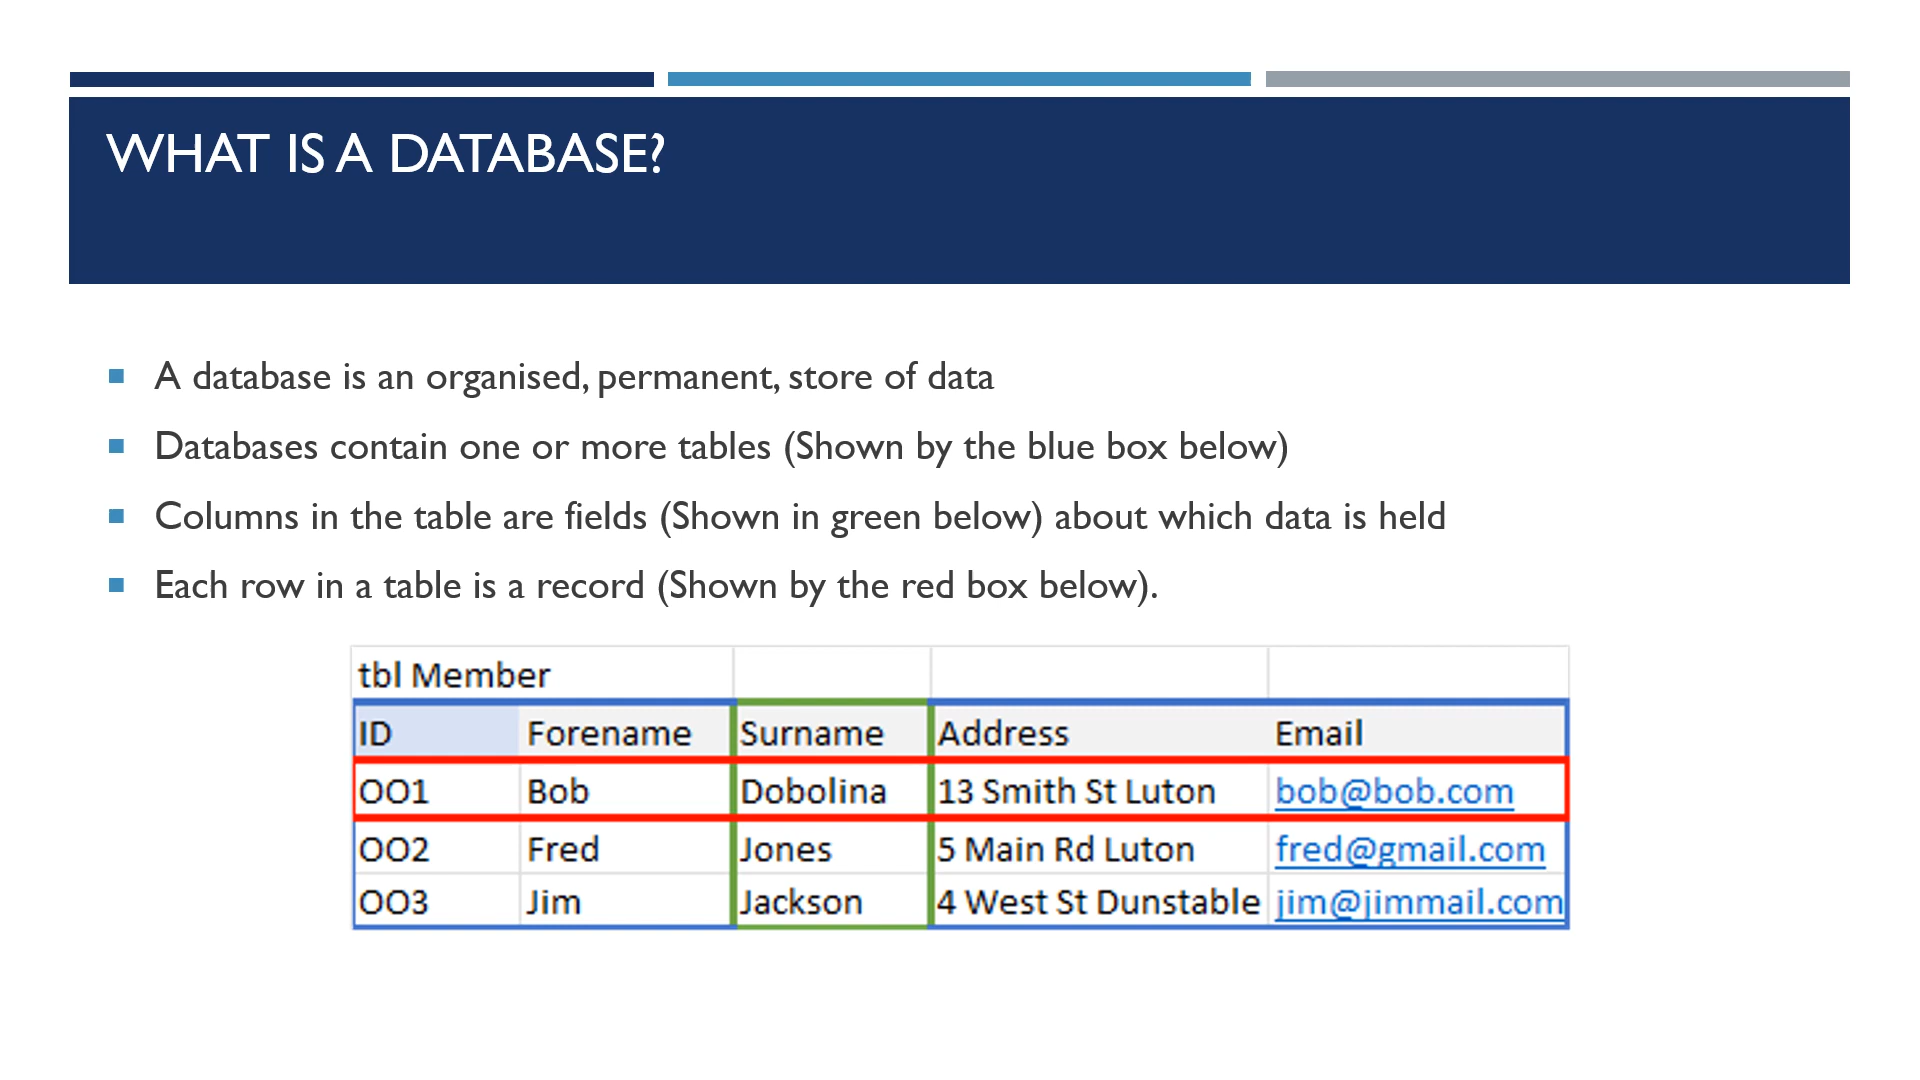 WHAT IS A DATABASE?
A database is an organised, permanent, store of data
Databases contain one or more tables (Shown by the blue box below)
Columns in the table are fields (Shown in green below) about which data is held
Each row in a table is a record (Shown by the red box below).
tbl Member
ID Forename Surname Address Email
OO1 Bob Dobolina 13 Smith St Luton bob@bob.com
OO2 Fred Jones 5 Main Rd Luton fred@gmail.com
OO3 Jim Jackson 4 West St Dunstable jim@jimmail.com